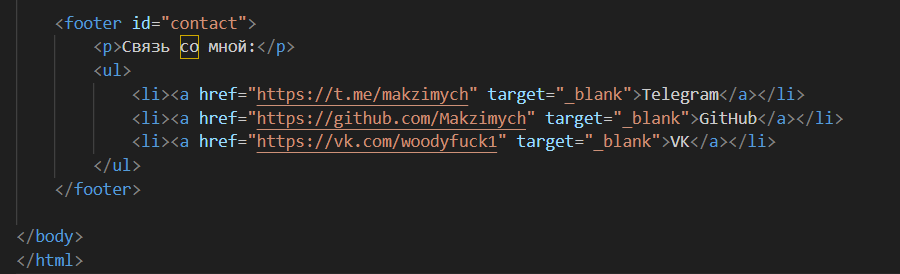 <footer id="contact">
<p>Связь со мной:</p>
<ul>
<li><a href="https://t.me/makzimych" target="_blank">Telegram</a></li>
<li><a href="https://github.com/Makzimych" target="_blank">GitHub</a></li>
<li><a href="https://vk.com/woodyfuck1" target="_blank">VK</a></li>
</ul>
</footer>
</body>
</html>